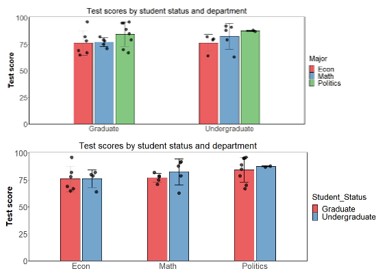 Test scores by student status and department
Test score
100
75
50
25
0
Graduate
Undergraduate
Major
Econ
Math
Politics
Test scores by student status and department
Test score
100
75
50
25
0
Econ
Math
Politics
Student_Status
Graduate
Undergraduate